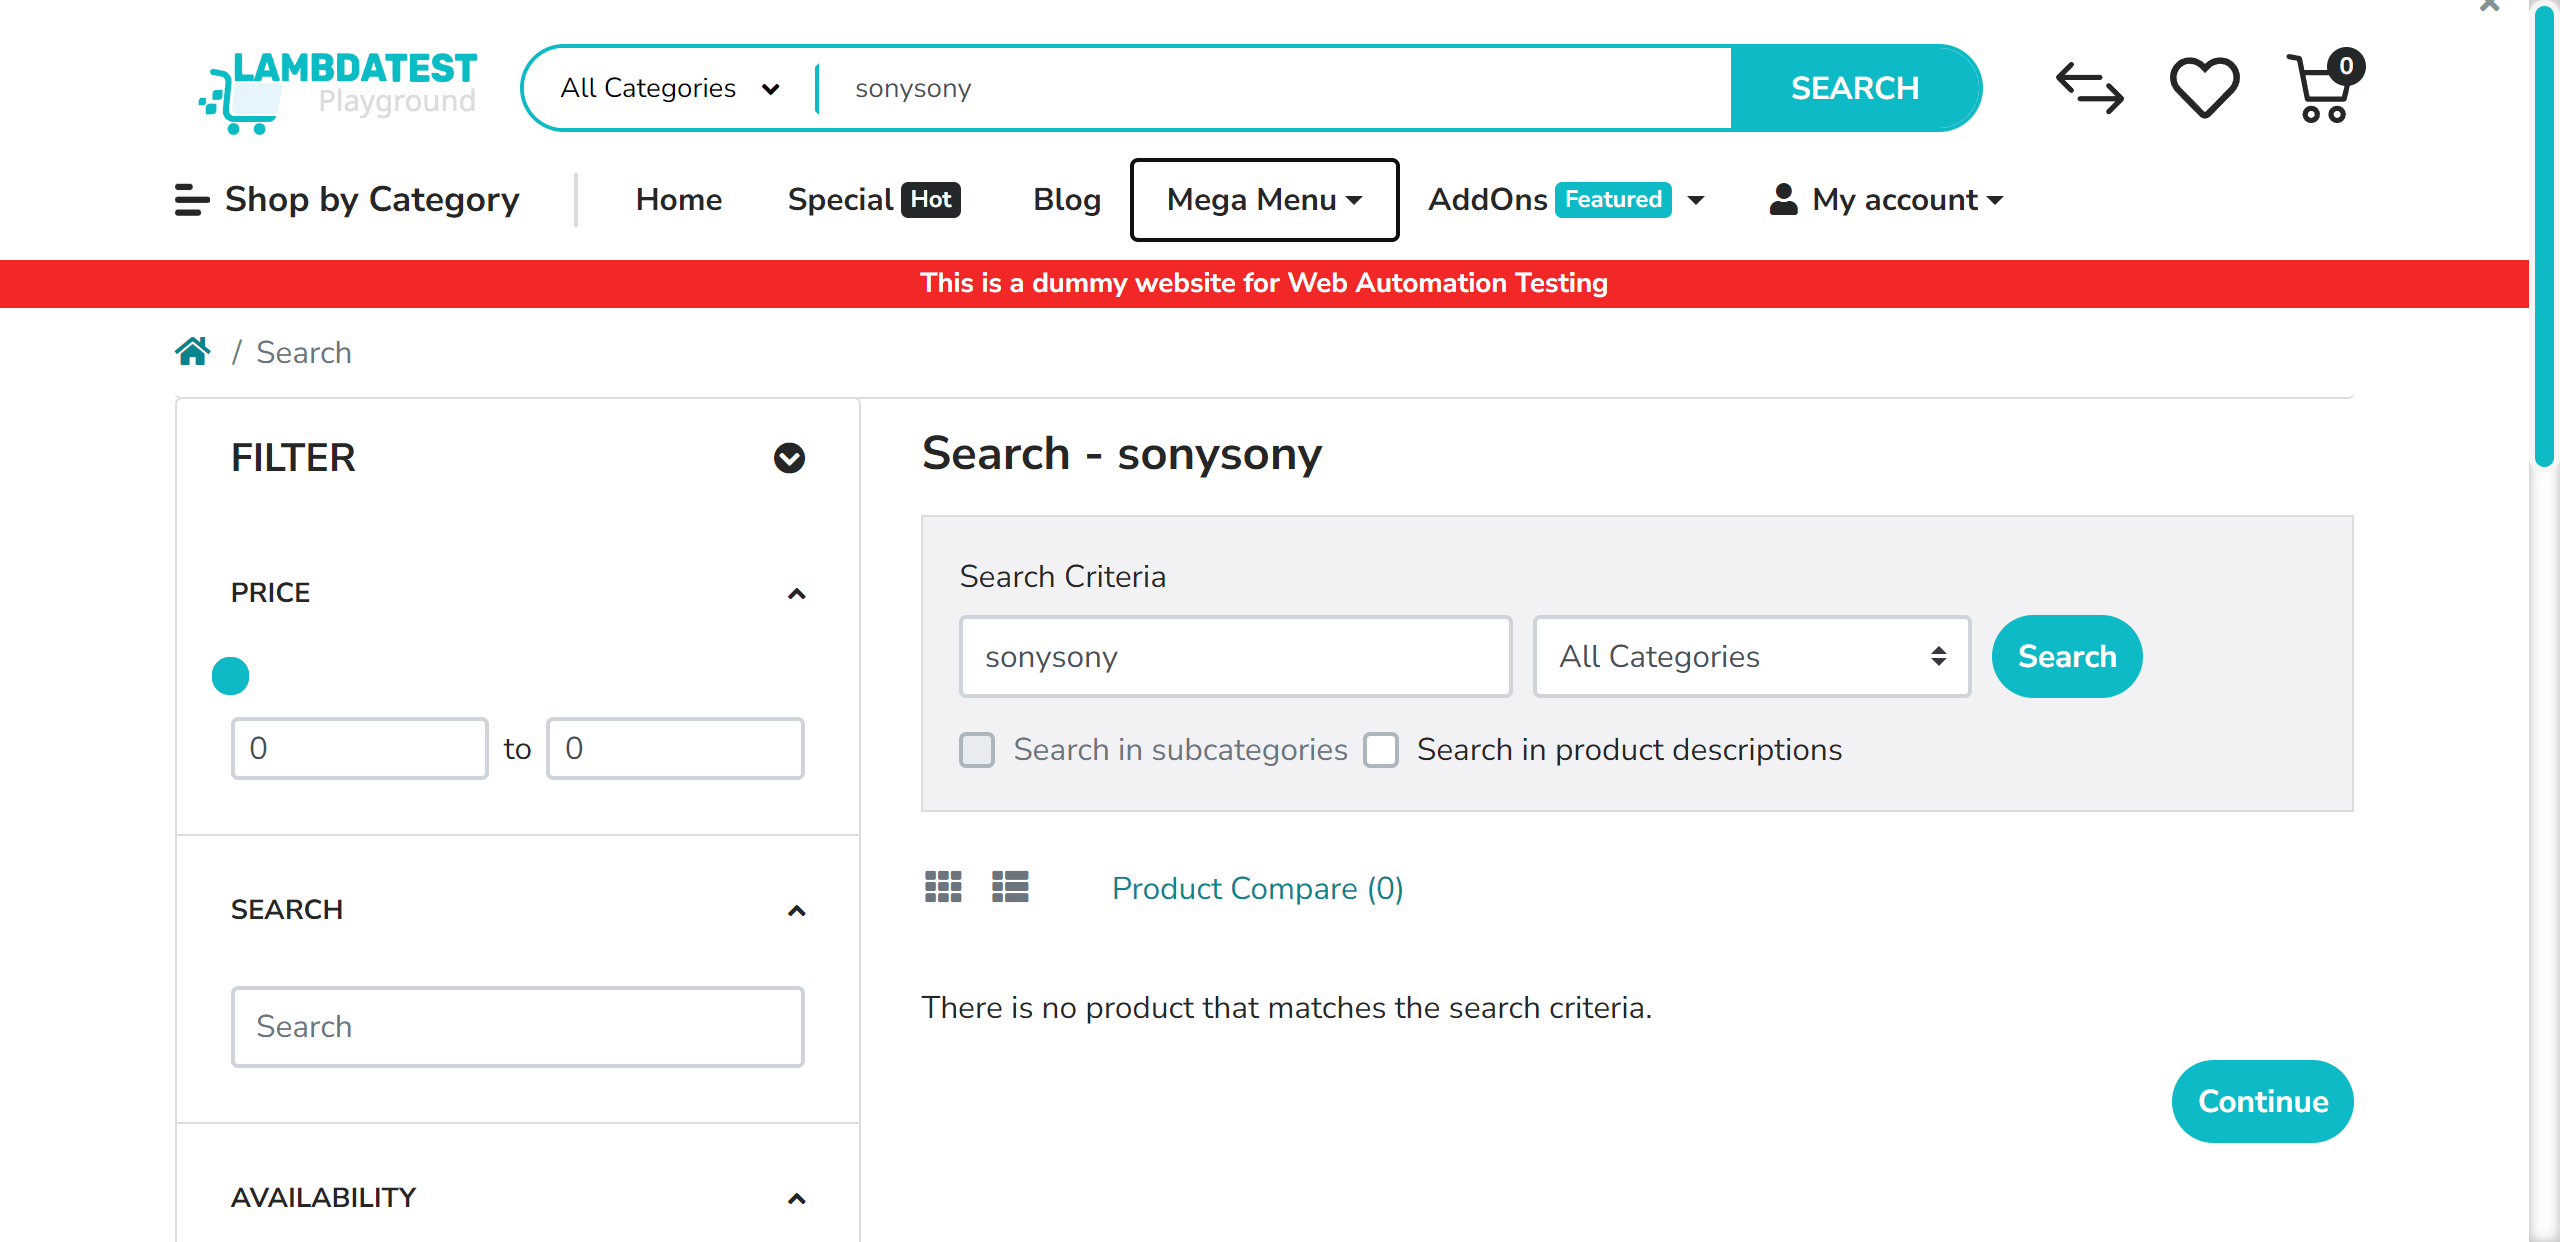 LAMBDATEST
Playground
All Categories
sonysony
SEARCH
0
Shop by Category
Home
Special Hot
Blog
Mega Menu
AddOns Featured
My account
This is a dummy website for Web Automation Testing
/ Search
FILTER
PRICE
0 to 0
SEARCH
Search
AVAILABILITY
Search - sonysony
Search Criteria
sonysony
All Categories
Search
Search in subcategories
Search in product descriptions
Product Compare (0)
There is no product that matches the search criteria.
Continue